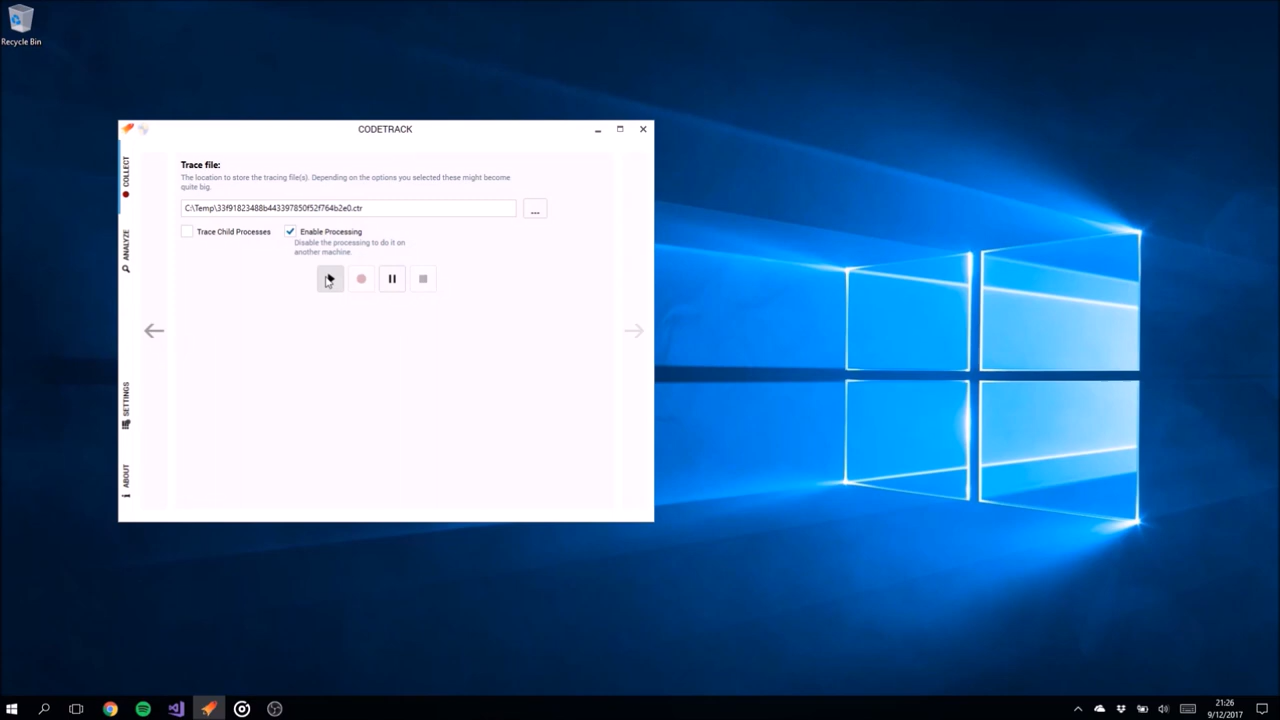 Recycle Bin
CODETRACK
COLLECT
ANALYZE
SETTINGS
ABOUT
Trace file:
The location to store the tracing file(s). Depending on the options you selected these might become
quite big.
C:\Temp\33f91823488b443397850f52f764b2e0.ctr
...
Trace Child Processes
Enable Processing
Disable the processing to do it on
another machine.
21:26
9/12/2017